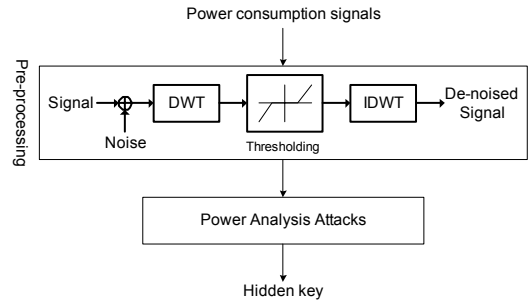 Power consumption signals
Pre-processing
Signal
Noise
DWT
Thresholding
IDWT
De-noised
Signal
Power Analysis Attacks
Hidden key